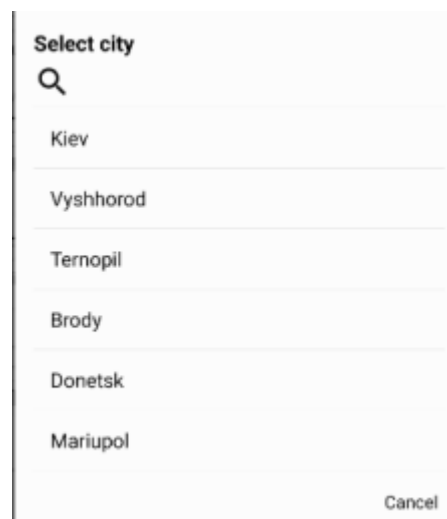 Select city
Kiev
Vyshhorod
Ternopil
Brody
Donetsk
Mariupol
Cancel